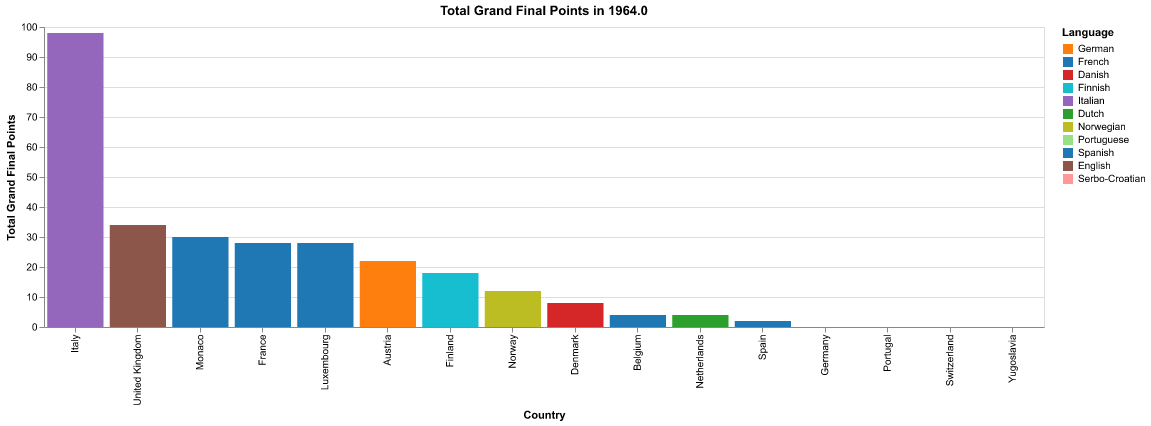 Total Grand Final Points in 1964.0
Total Grand Final Points
100
90
80
70
60
50
40
30
20
10
0
Italy
United Kingdom
Monaco
France
Luxembourg
Austria
Finland
Norway
Denmark
Belgium
Netherlands
Spain
Germany
Portugal
Switzerland
Yugoslavia
Country
Language
German
French
Danish
Finnish
Italian
Dutch
Norwegian
Portuguese
Spanish
English
Serbo-Croatian